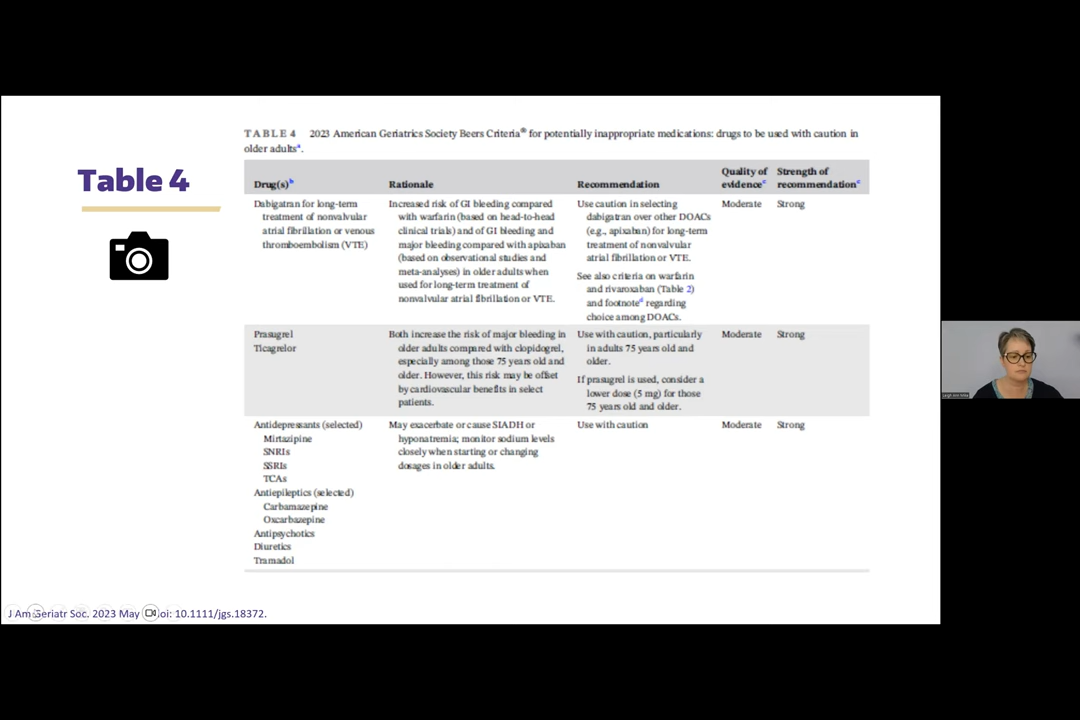 Table 4
TABLE 4 2023 American Geriatrics Society Beers Criteria® for potentially inappropriate medications: drugs to be used with caution in
older adultsᵃ.
Drug(s)ᵇ
Rationale
Recommendation
Quality of
evidenceᶜ
Strength of
recommendationᶜ
Dabigatran for long-term
treatment of nonvalvular
atrial fibrillation or venous
thromboembolism (VTE)
Increased risk of GI bleeding compared
with warfarin (based on head-to-head
clinical trials) and of GI bleeding and
major bleeding compared with apixaban
(based on observational studies and
meta-analyses) in older adults when
used for long-term treatment of
nonvalvular atrial fibrillation or VTE.
Use caution in selecting
dabigatran over other DOACs
(e.g., apixaban) for long-term
treatment of nonvalvular
atrial fibrillation or VTE.
See also criteria on warfarin
and rivaroxaban (Table 2)
and footnoteᵈ regarding
choice among DOACs.
Moderate
Strong
Prasugrel
Ticagrelor
Both increase the risk of major bleeding in
older adults compared with clopidogrel,
especially among those 75 years old and
older. However, this risk may be offset
by cardiovascular benefits in select
patients.
Use with caution, particularly
in adults 75 years old and
older.
If prasugrel is used, consider a
lower dose (5 mg) for those
75 years old and older.
Moderate
Strong
Antidepressants (selected)
Mirtazipine
SNRIs
SSRIs
TCAs
Antiepileptics (selected)
Carbamazepine
Oxcarbazepine
Antipsychotics
Diuretics
Tramadol
May exacerbate or cause SIADH or
hyponatremia; monitor sodium levels
closely when starting or changing
dosages in older adults.
Use with caution
Moderate
Strong
J Am Geriatr Soc. 2023 May oi: 10.1111/jgs.18372.